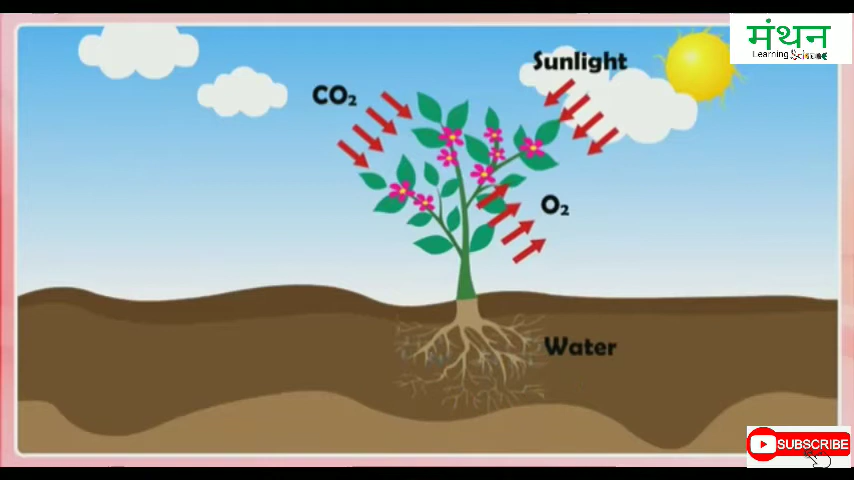 मंथन
Learning Science
Sunlight
CO₂
O₂
Water
SUBSCRIBE